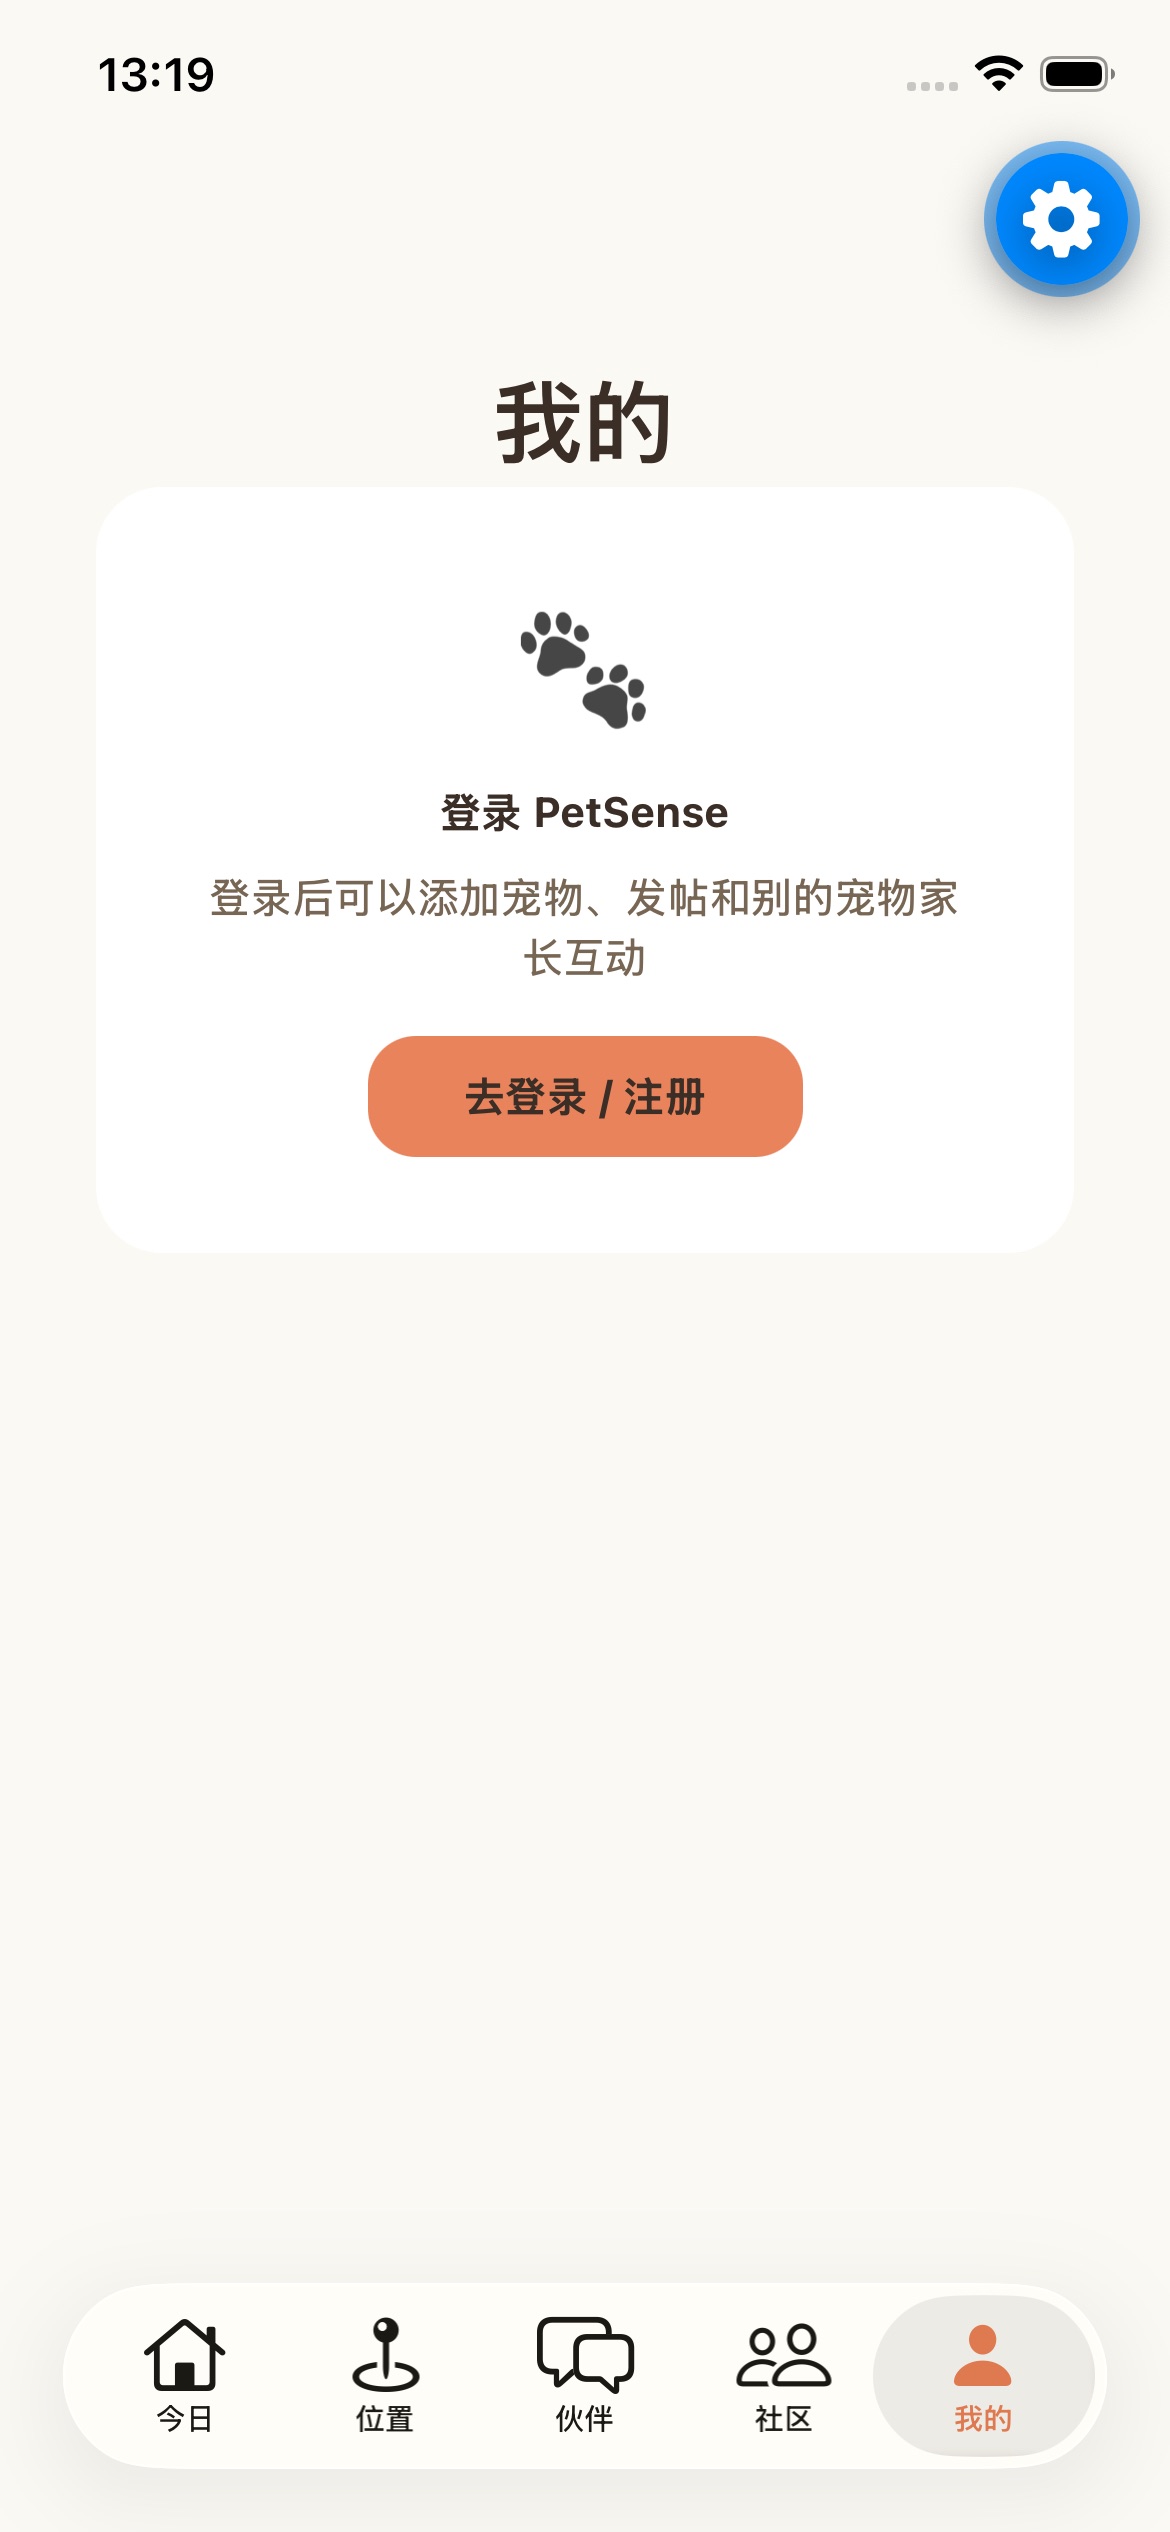 13:19
我的
登录 PetSense
登录后可以添加宠物、发帖和别的宠物家
长互动
去登录 / 注册
今日
位置
伙伴
社区
我的